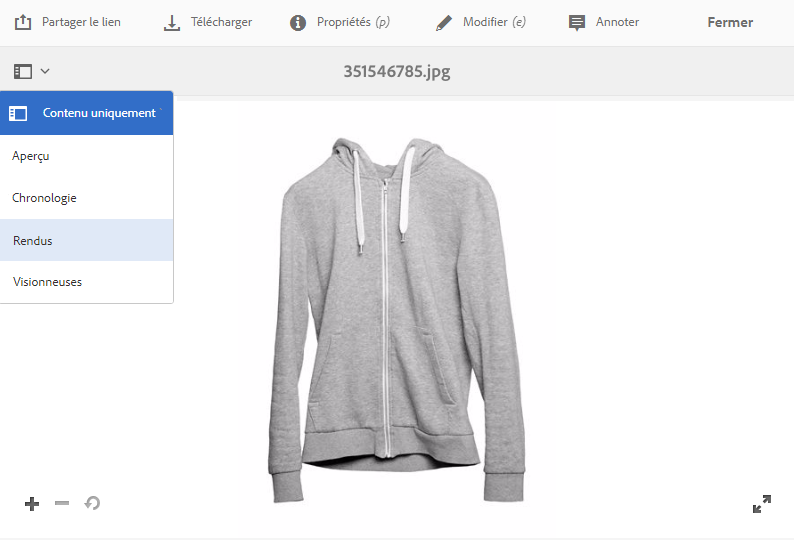 Partager le lien Télécharger Propriétés (p) Modifier (e) Annoter Fermer
351546785.jpg
Contenu uniquement
Aperçu
Chronologie
Rendus
Visionneuses